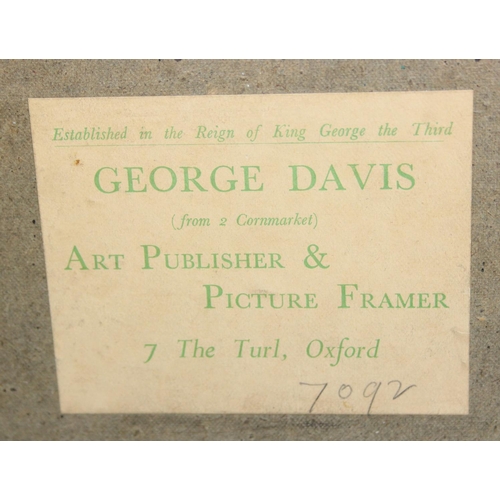 Established in the Reign of King George the Third
GEORGE DAVIS
(from 2 Cornmarket)
ART PUBLISHER &
PICTURE FRAMER
7 The Turl, Oxford
7092